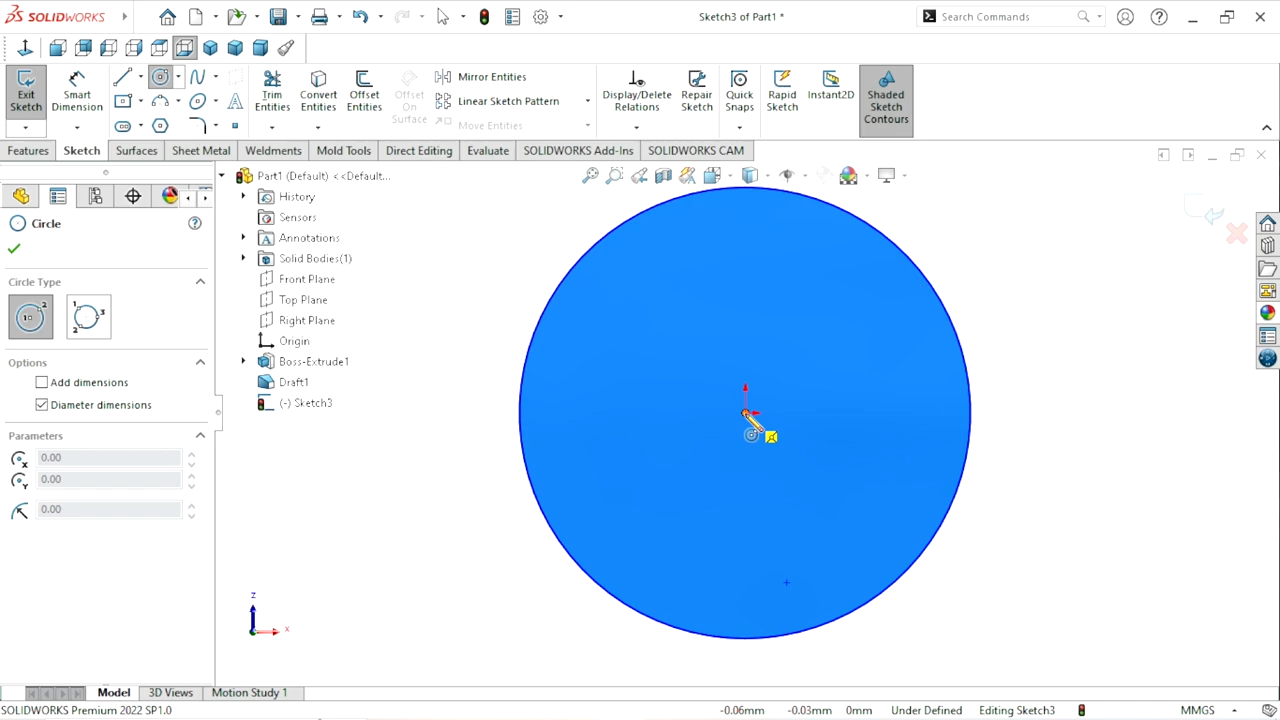 SOLIDWORKS
Sketch3 of Part1 *
Search Commands
Exit Sketch
Smart Dimension
Trim Entities
Convert Entities
Offset Entities
Offset On Surface
Mirror Entities
Linear Sketch Pattern
Move Entities
Display/Delete Relations
Repair Sketch
Quick Snaps
Rapid Sketch
Instant2D
Shaded Sketch Contours
Features
Sketch
Surfaces
Sheet Metal
Weldments
Mold Tools
Direct Editing
Evaluate
SOLIDWORKS Add-Ins
SOLIDWORKS CAM
Circle
Circle Type
Options
Add dimensions
Diameter dimensions
Parameters
0.00
0.00
0.00
Part1 (Default) <<Default...
History
Sensors
Annotations
Solid Bodies(1)
Front Plane
Top Plane
Right Plane
Origin
Boss-Extrude1
Draft1
(-) Sketch3
z
x
Model
3D Views
Motion Study 1
SOLIDWORKS Premium 2022 SP1.0
-0.06mm
-0.03mm
0mm
Under Defined
Editing Sketch3
MMGS